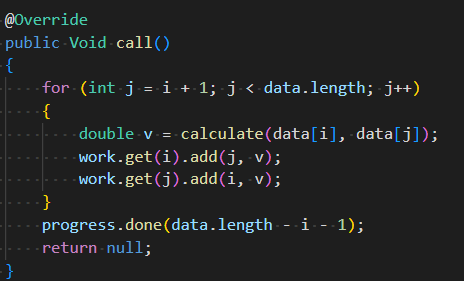 @Override
public Void call()
{
    for (int j = i + 1; j < data.length; j++)
    {
        double v = calculate(data[i], data[j]);
        work.get(i).add(j, v);
        work.get(j).add(i, v);
    }
    progress.done(data.length - i - 1);
    return null;
}